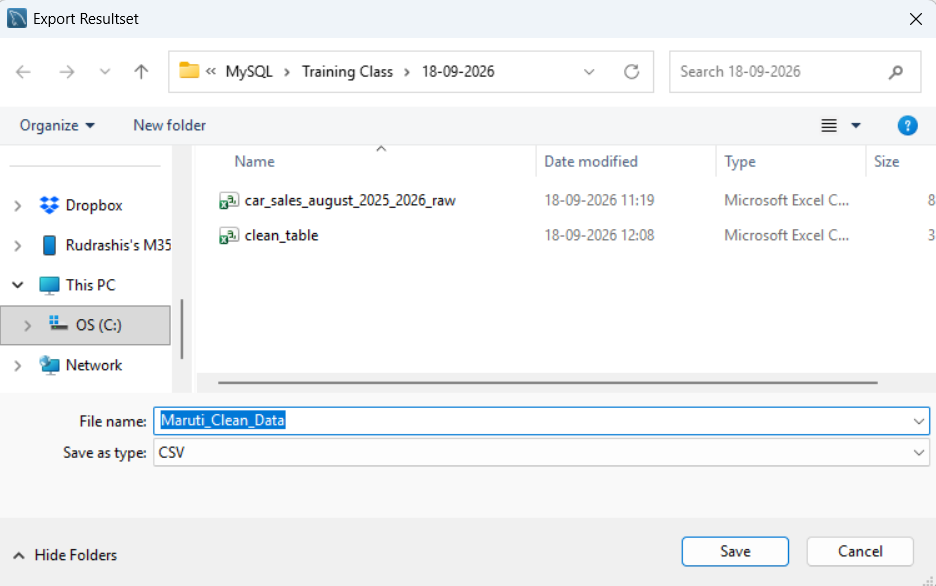 Export Resultset
« MySQL › Training Class › 18-09-2026
Search 18-09-2026
Organize
New folder
?
Name
Date modified
Type
Size
Dropbox
Rudrashis's M35
This PC
OS (C:)
Network
car_sales_august_2025_2026_raw 18-09-2026 11:19 Microsoft Excel C... 8
clean_table 18-09-2026 12:08 Microsoft Excel C... 3
File name: Maruti_Clean_Data
Save as type: CSV
Hide Folders
Save
Cancel